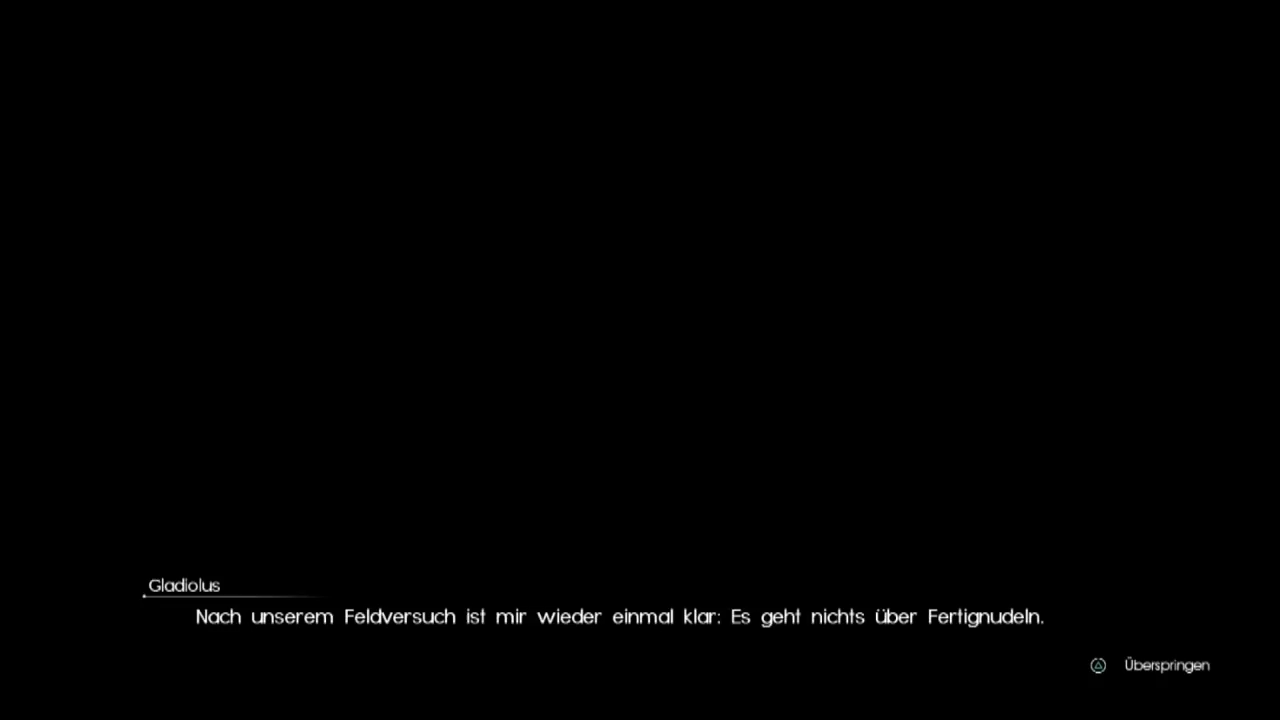 Gladiolus
Nach unserem Feldversuch ist mir wieder einmal klar: Es geht nichts über Fertignudeln.
Überspringen